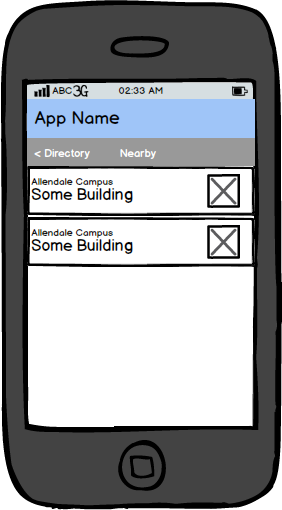 ABC 3G 02:33 AM
App Name
< Directory Nearby
Allendale Campus
Some Building
Allendale Campus
Some Building